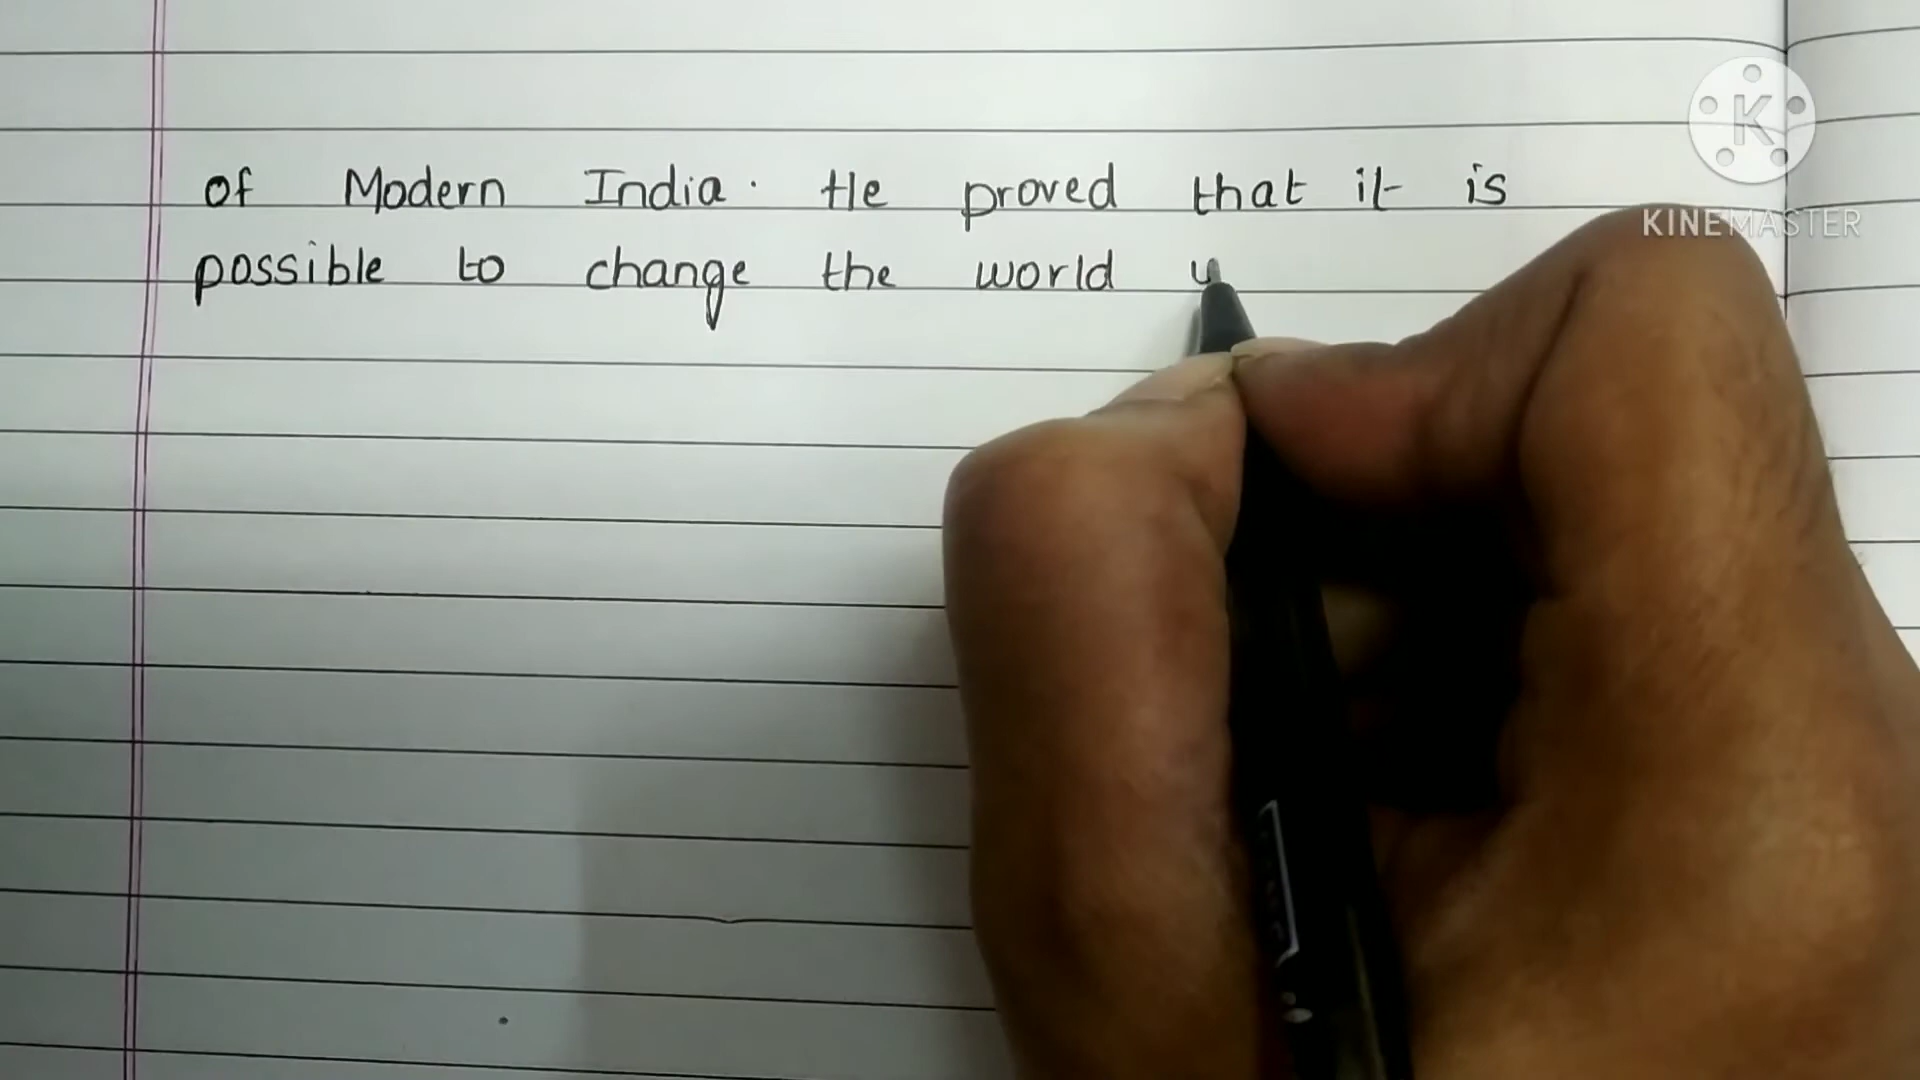 of Modern India. He proved that it is
possible to change the world
K
KINEMASTER